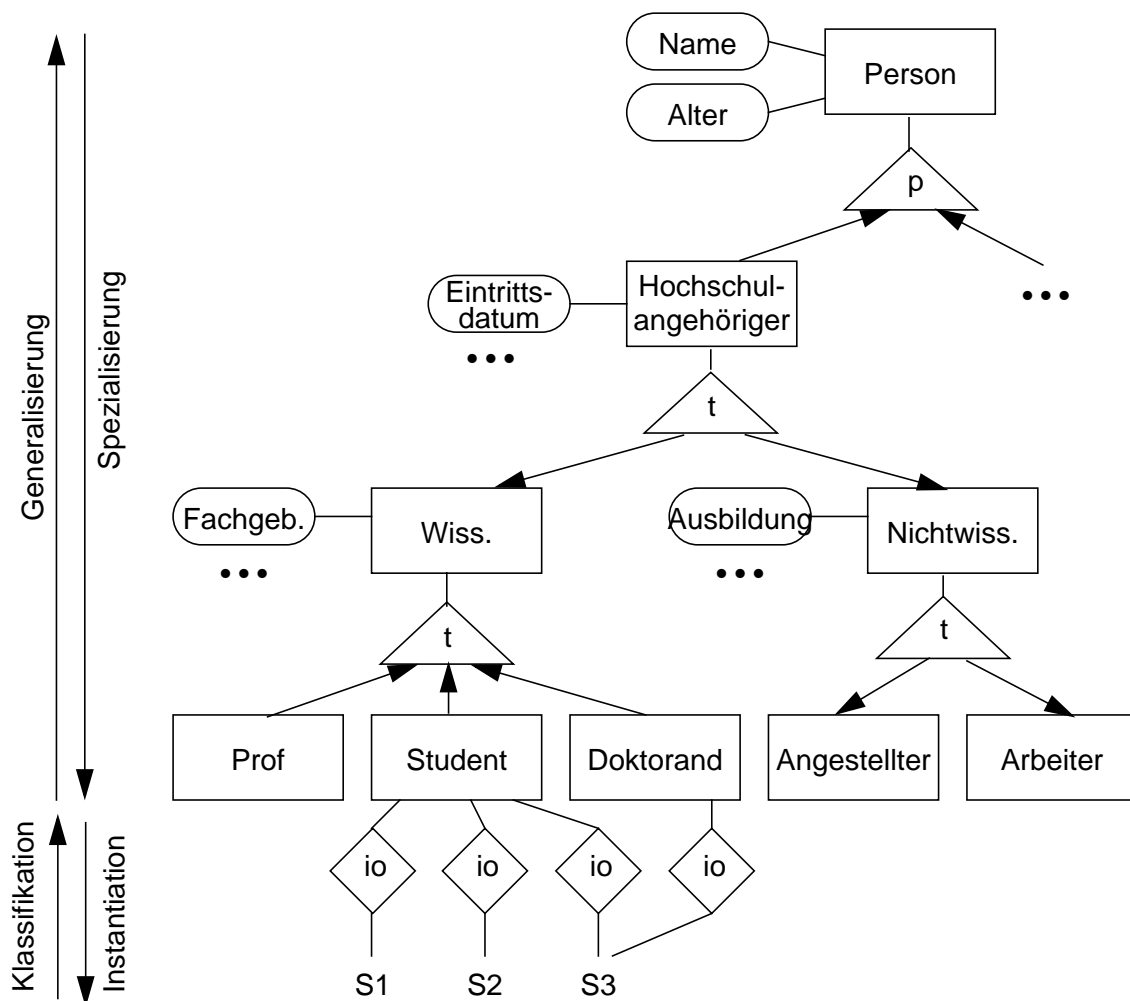 Name
Person
Alter
p
Hochschul-
angehöriger
Eintritts-
datum
•••
•••
t
Generalisierung
Spezialisierung
Fachgeb.
Wiss.
•••
Ausbildung
Nichtwiss.
•••
t
t
Prof
Student
Doktorand
Angestellter
Arbeiter
Klassifikation
Instantiation
io
io
io
io
S1
S2
S3